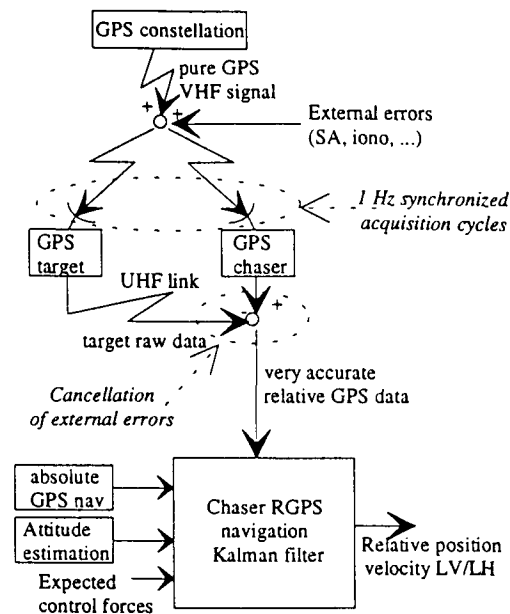 GPS constellation
pure GPS
VHF signal
+
+
External errors
(SA, iono, ...)
1 Hz synchronized
acquisition cycles
GPS
target
GPS
chaser
UHF link
+
target raw data
-
Cancellation
of external errors
very accurate
relative GPS data
absolute
GPS nav
Attitude
estimation
Expected
control forces
Chaser RGPS
navigation
Kalman filter
Relative position
velocity LV/LH